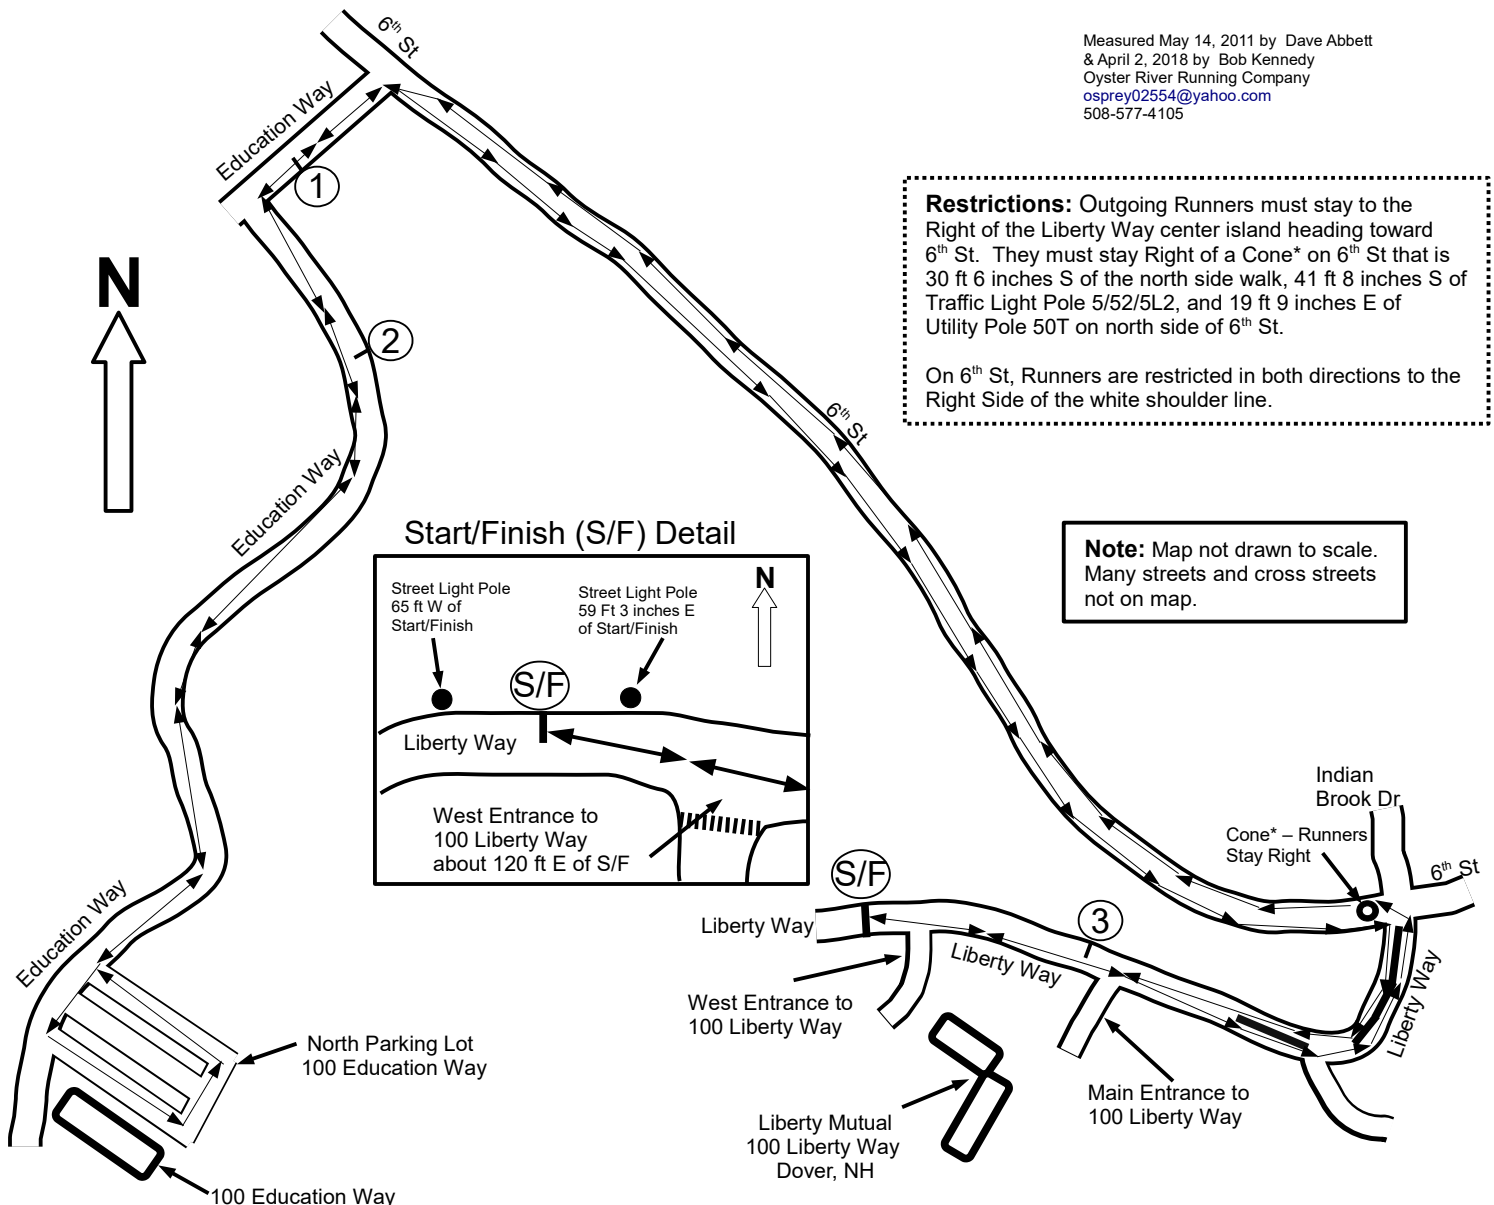 6th St
Measured May 14, 2011 by Dave Abbett
& April 2, 2018 by Bob Kennedy
Oyster River Running Company
osprey02554@yahoo.com
508-577-4105
Education Way
1
Restrictions: Outgoing Runners must stay to the
Right of the Liberty Way center island heading toward
6th St. They must stay Right of a Cone* on 6th St that is
30 ft 6 inches S of the north side walk, 41 ft 8 inches S of
Traffic Light Pole 5/52/5L2, and 19 ft 9 inches E of
Utility Pole 50T on north side of 6th St.
On 6th St, Runners are restricted in both directions to the
Right Side of the white shoulder line.
N
2
6th St
Education Way
Start/Finish (S/F) Detail
Note: Map not drawn to scale.
Many streets and cross streets
not on map.
Street Light Pole
65 ft W of
Start/Finish
Street Light Pole
59 Ft 3 inches E
of Start/Finish
N
S/F
Liberty Way
West Entrance to
100 Liberty Way
about 120 ft E of S/F
Indian
Brook Dr
Cone* – Runners
Stay Right
6th St
S/F
Liberty Way
3
Liberty Way
Liberty Way
Education Way
West Entrance to
100 Liberty Way
North Parking Lot
100 Education Way
Main Entrance to
100 Liberty Way
Liberty Mutual
100 Liberty Way
Dover, NH
100 Education Way